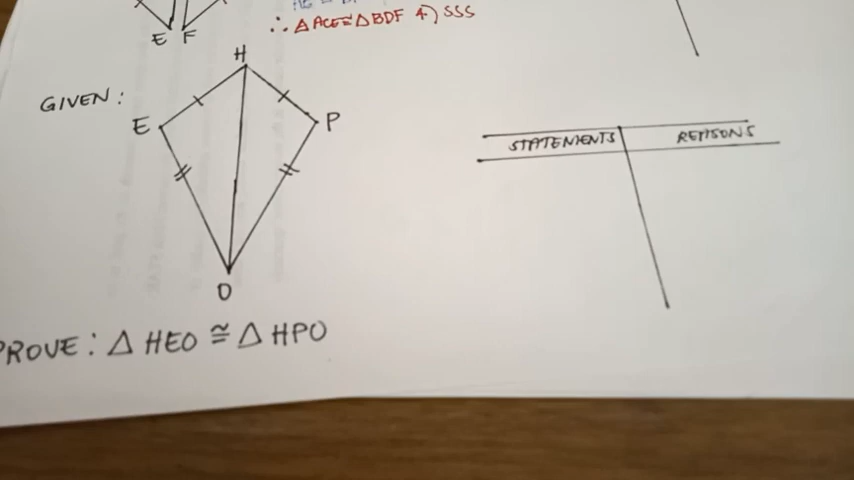 E F
∴ △ ACE ≅ △ BDF 4) SSS
H
GIVEN :
E
P
STATEMENTS REASONS
O
PROVE : △ HEO ≅ △ HPO